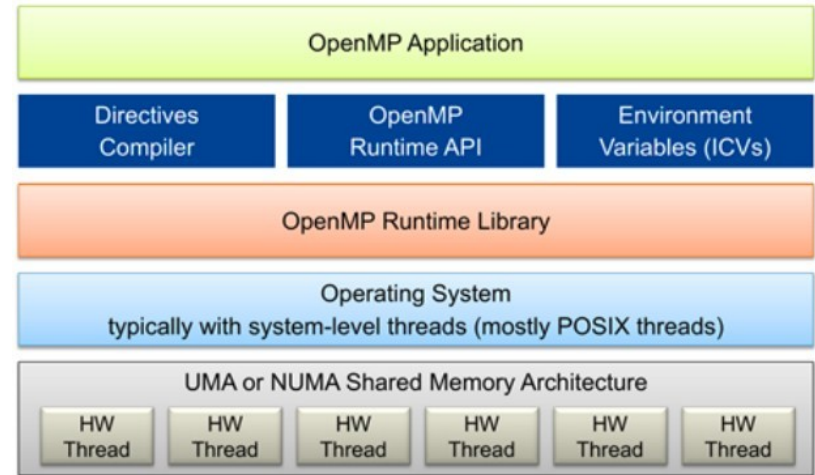 OpenMP Application
Directives
Compiler
OpenMP
Runtime API
Environment
Variables (ICVs)
OpenMP Runtime Library
Operating System
typically with system-level threads (mostly POSIX threads)
UMA or NUMA Shared Memory Architecture
HW
Thread
HW
Thread
HW
Thread
HW
Thread
HW
Thread
HW
Thread